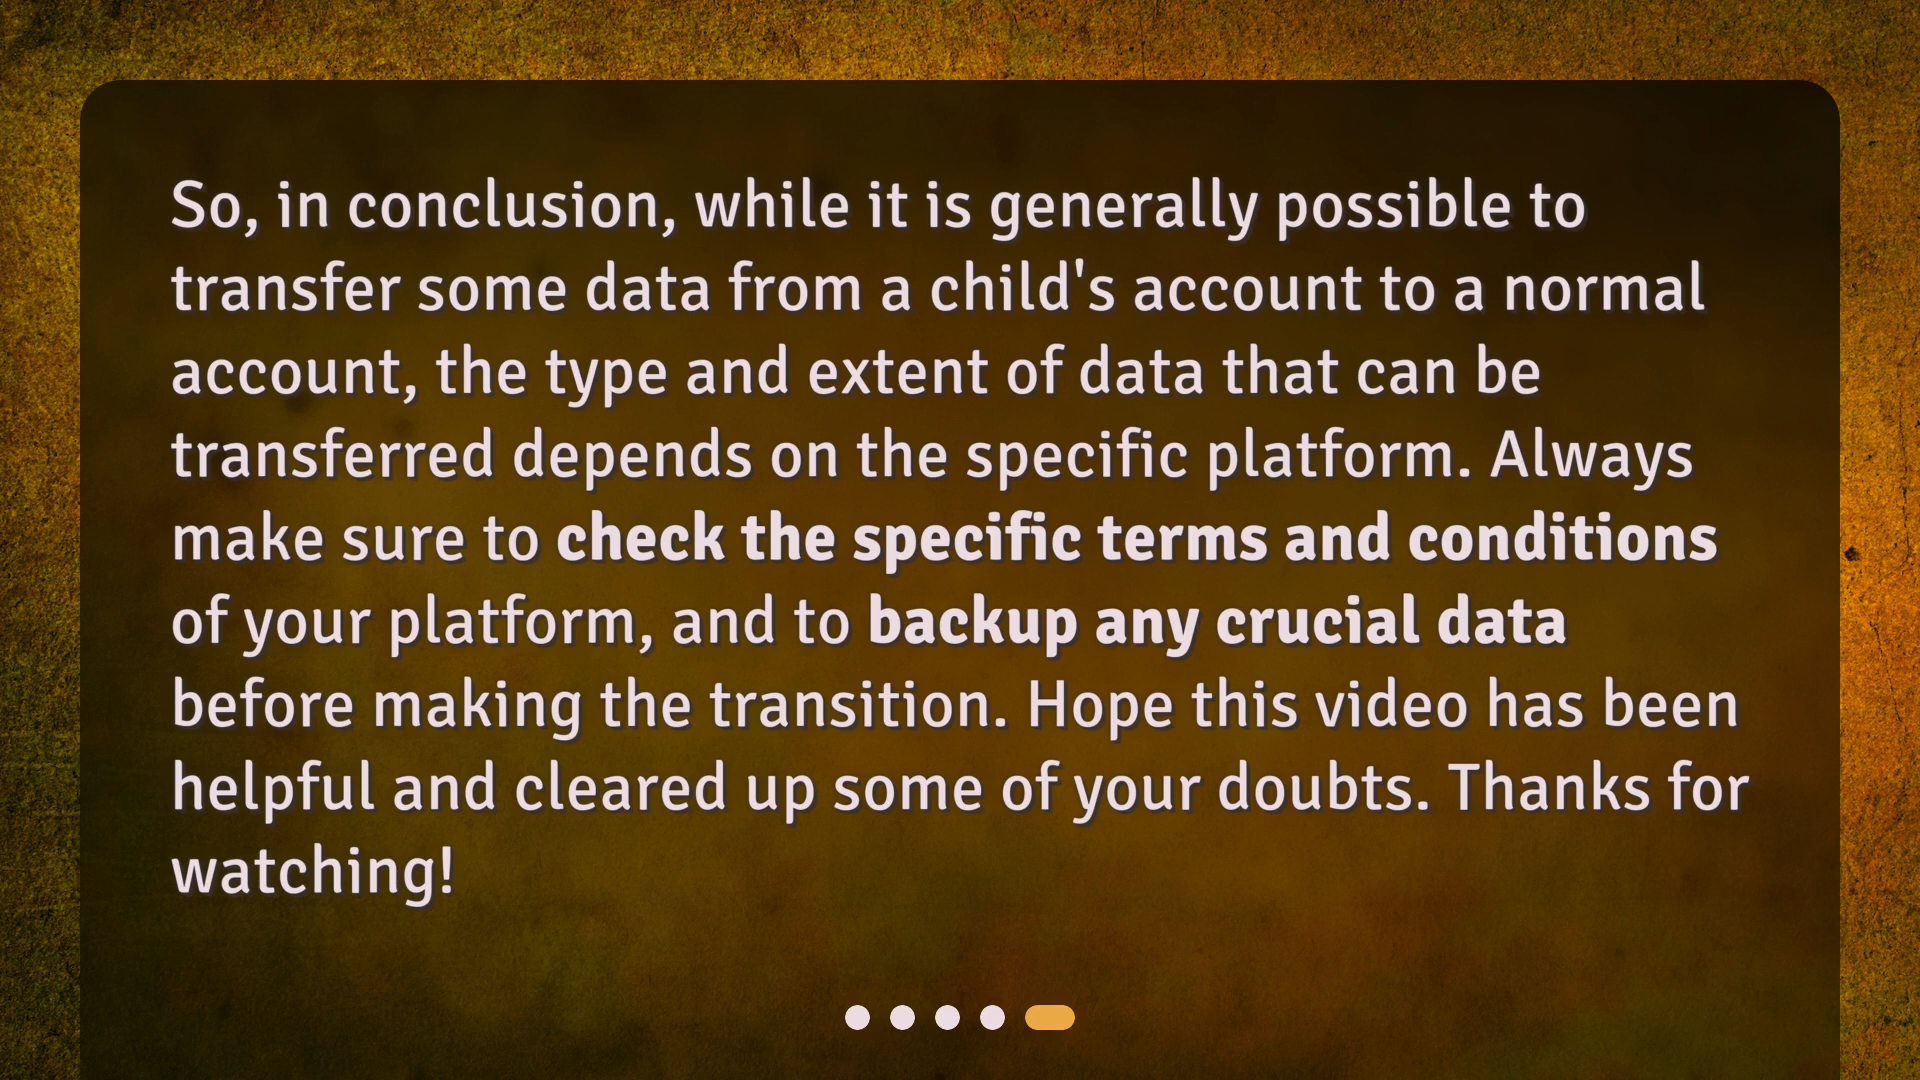 So, in conclusion, while it is generally possible to
transfer some data from a child's account to a normal
account, the type and extent of data that can be
transferred depends on the specific platform. Always
make sure to check the specific terms and conditions
of your platform, and to backup any crucial data
before making the transition. Hope this video has been
helpful and cleared up some of your doubts. Thanks for
watching!